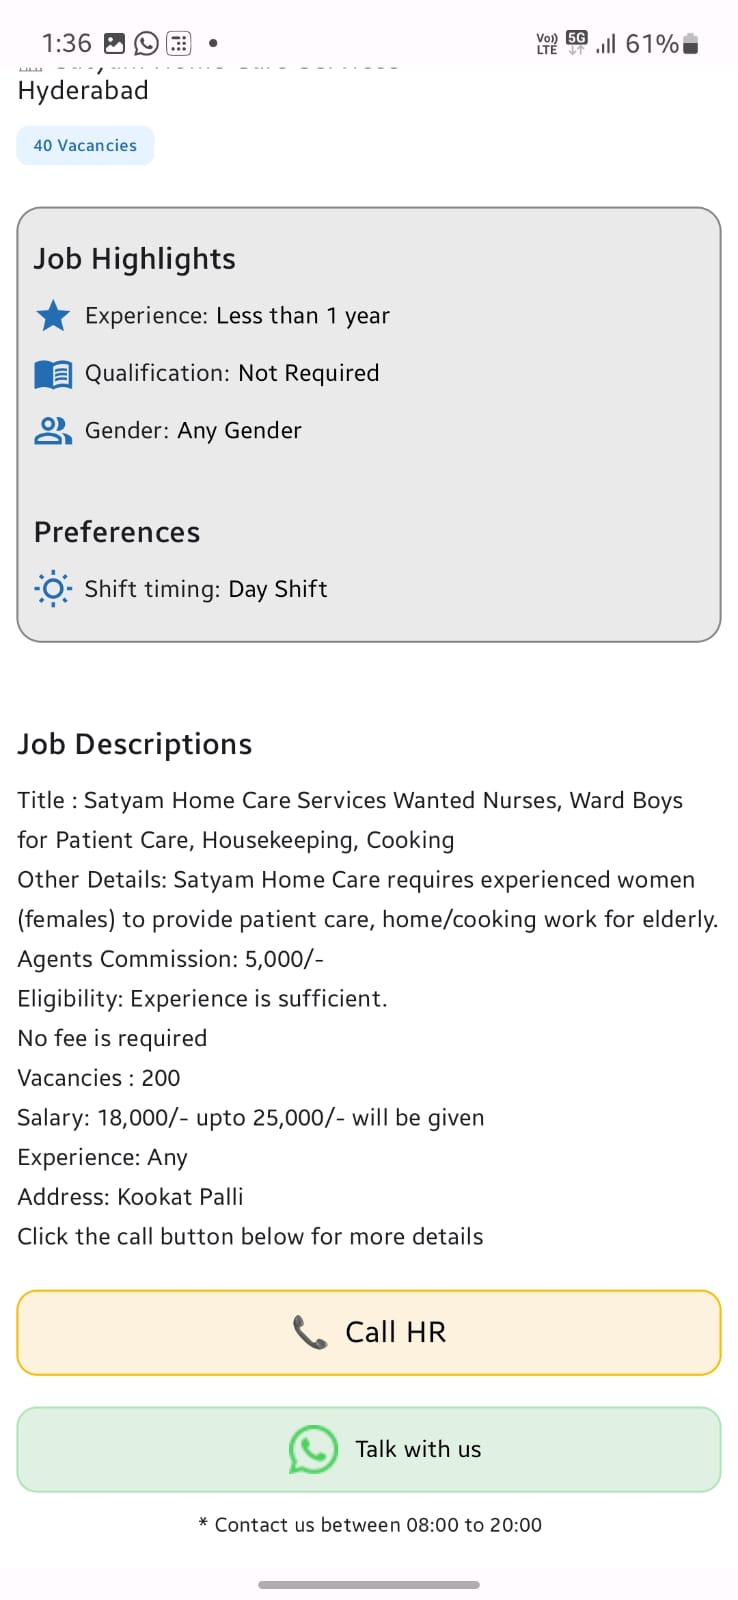 1:36
Vo)) LTE 5G 61%
Hyderabad
40 Vacancies
Job Highlights
Experience: Less than 1 year
Qualification: Not Required
Gender: Any Gender
Preferences
Shift timing: Day Shift
Job Descriptions
Title : Satyam Home Care Services Wanted Nurses, Ward Boys
for Patient Care, Housekeeping, Cooking
Other Details: Satyam Home Care requires experienced women
(females) to provide patient care, home/cooking work for elderly.
Agents Commission: 5,000/-
Eligibility: Experience is sufficient.
No fee is required
Vacancies : 200
Salary: 18,000/- upto 25,000/- will be given
Experience: Any
Address: Kookat Palli
Click the call button below for more details
Call HR
Talk with us
* Contact us between 08:00 to 20:00